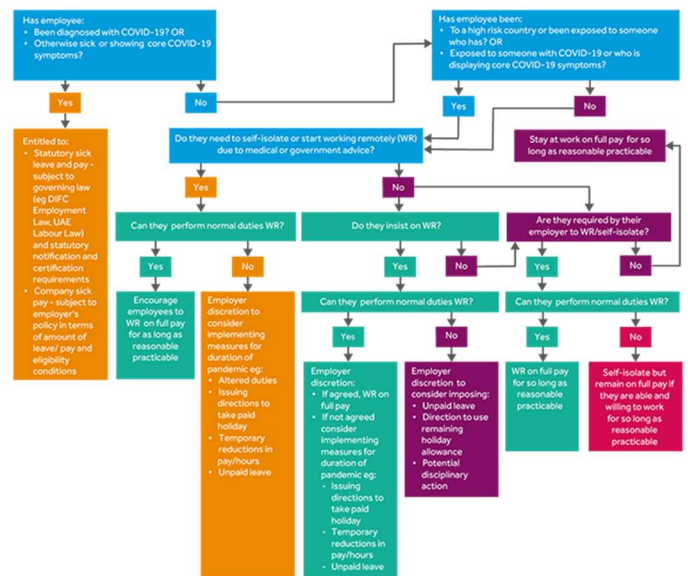 Has employee:
• Been diagnosed with COVID-19? OR
• Otherwise sick or showing core COVID-19
symptoms?
Has employee been:
• To a high risk country or been exposed to someone
who has? OR
• Exposed to someone with COVID-19 or who is
displaying core COVID-19 symptoms?
Yes
No
Yes
No
Entitled to:
• Statutory sick
leave and pay -
subject to
governing law
(eg DIFC
Employment
Law, UAE
Labour Law)
and statutory
notification and
certification
requirements
• Company sick
pay - subject to
employer's
policy in terms
of amount of
leave/ pay and
eligibility
conditions
Do they need to self-isolate or start working remotely (WR)
due to medical or government advice?
Stay at work on full pay for so
long as reasonable practicable
Yes
No
Can they perform normal duties WR?
Do they insist on WR?
Are they required by their
employer to WR/self-isolate?
Yes
No
Yes
No
Yes
No
Encourage
employees to
WR on full pay
for as long as
reasonable
practicable
Employer
discretion to
consider
implementing
measures for
duration of
pandemic eg:
• Altered duties
• Issuing
directions to
take paid
holiday
• Temporary
reductions in
pay/hours
• Unpaid leave
Can they perform normal duties WR?
Can they perform normal duties WR?
Yes
No
Yes
No
Employer
discretion:
• If agreed, WR on
full pay
• If not agreed
consider
implementing
measures for
duration of
pandemic eg:
- Issuing
directions to
take paid
holiday
- Temporary
reductions in
pay/hours
- Unpaid leave
Employer
discretion to
consider imposing:
• Unpaid leave
• Direction to use
remaining
holiday
allowance
• Potential
disciplinary
action
WR on full pay
for so long as
reasonable
practicable
Self-isolate but
remain on full pay if
they are able and
willing to work
for so long as
reasonable
practicable